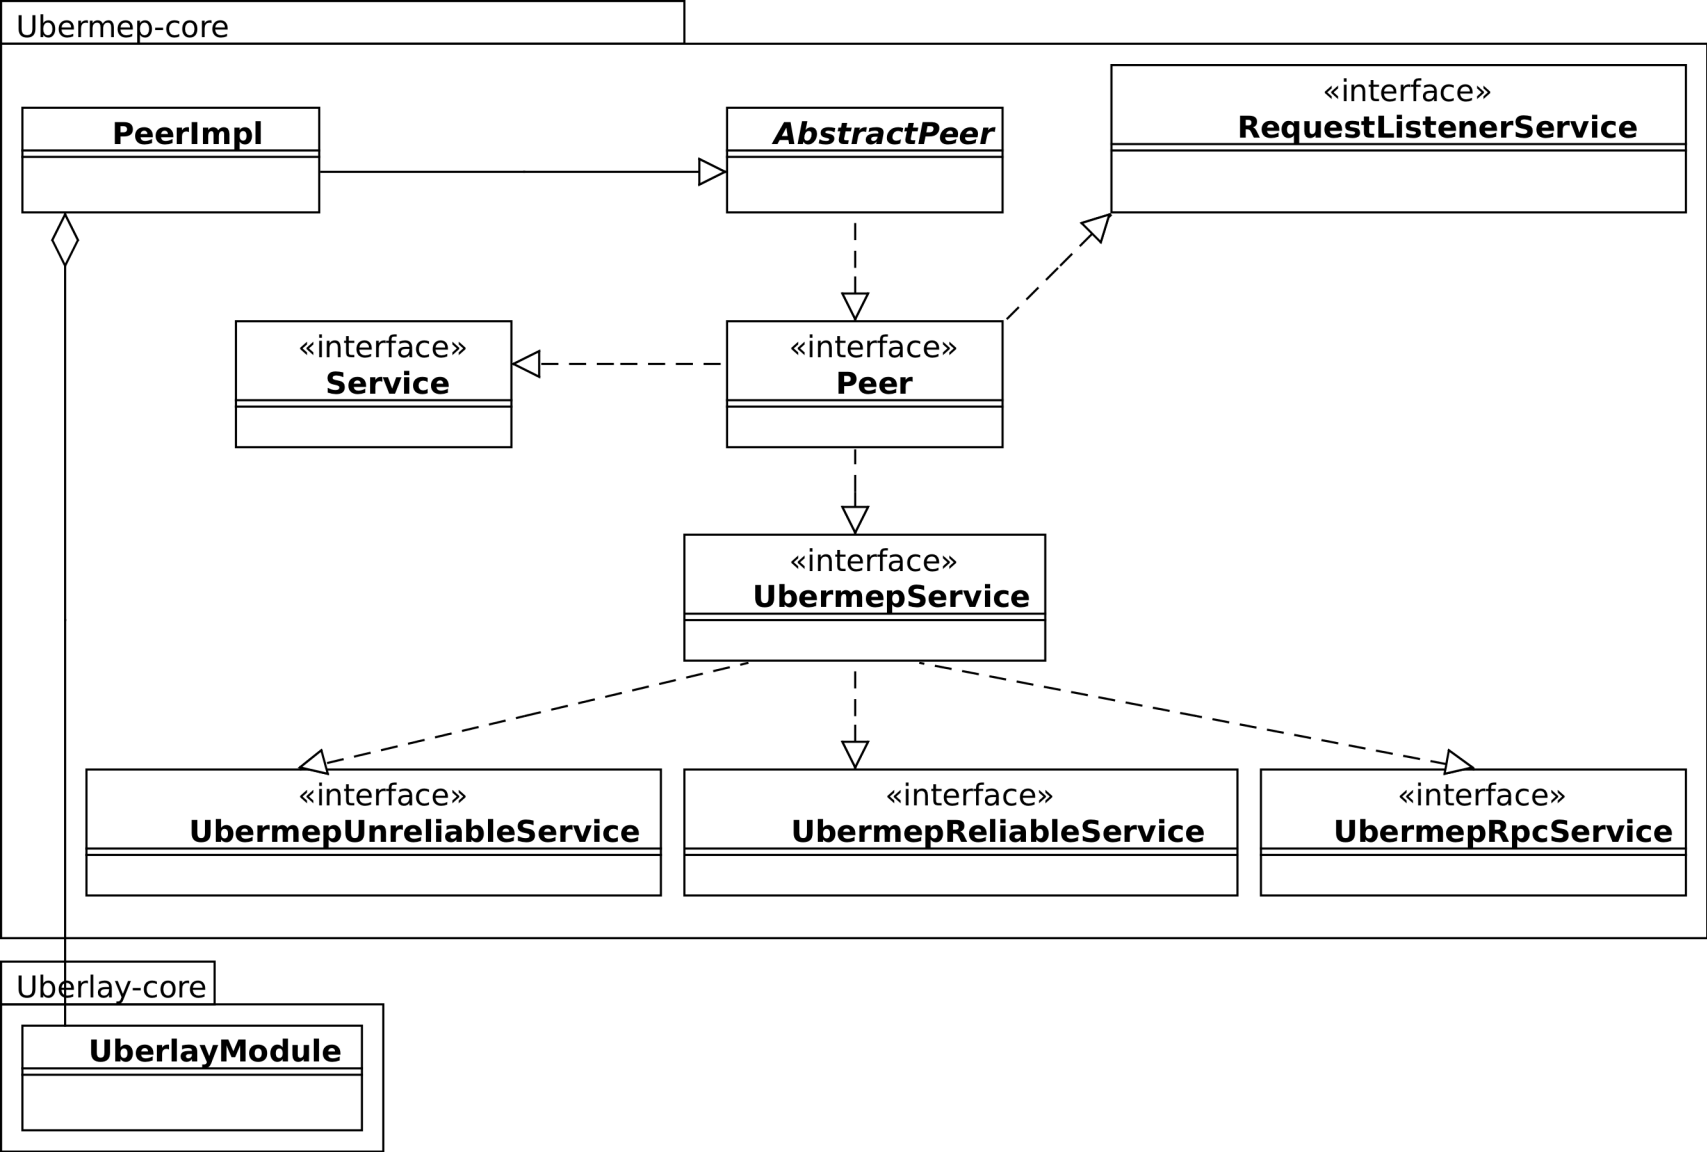 Ubermep-core
«interface»
RequestListenerService
PeerImpl
AbstractPeer
«interface»
Service
«interface»
Peer
«interface»
UbermepService
«interface»
UbermepUnreliableService
«interface»
UbermepReliableService
«interface»
UbermepRpcService
Uberlay-core
UberlayModule